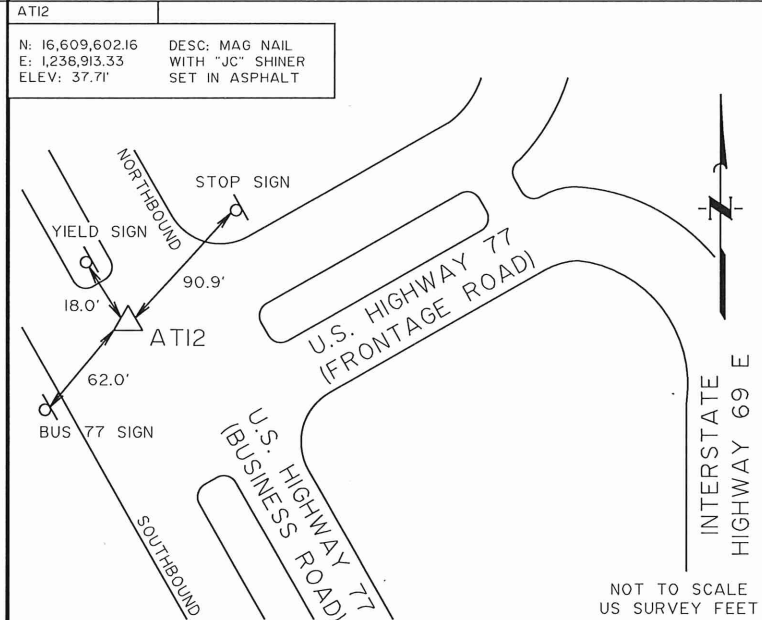 ATI2
N: 16,609,602.16
E: 1,236,913.33
ELEV: 37.71'
DESC: MAG NAIL
WITH "JC" SHINER
SET IN ASPHALT
NORTHBOUND
STOP SIGN
YIELD SIGN
90.9'
18.0'
ATI2
62.0'
BUS 77 SIGN
U.S. HIGHWAY 77
(FRONTAGE ROAD)
N
U.S. HIGHWAY 77
(BUSINESS ROAD)
SOUTHBOUND
INTERSTATE
HIGHWAY 69 E
NOT TO SCALE
US SURVEY FEET